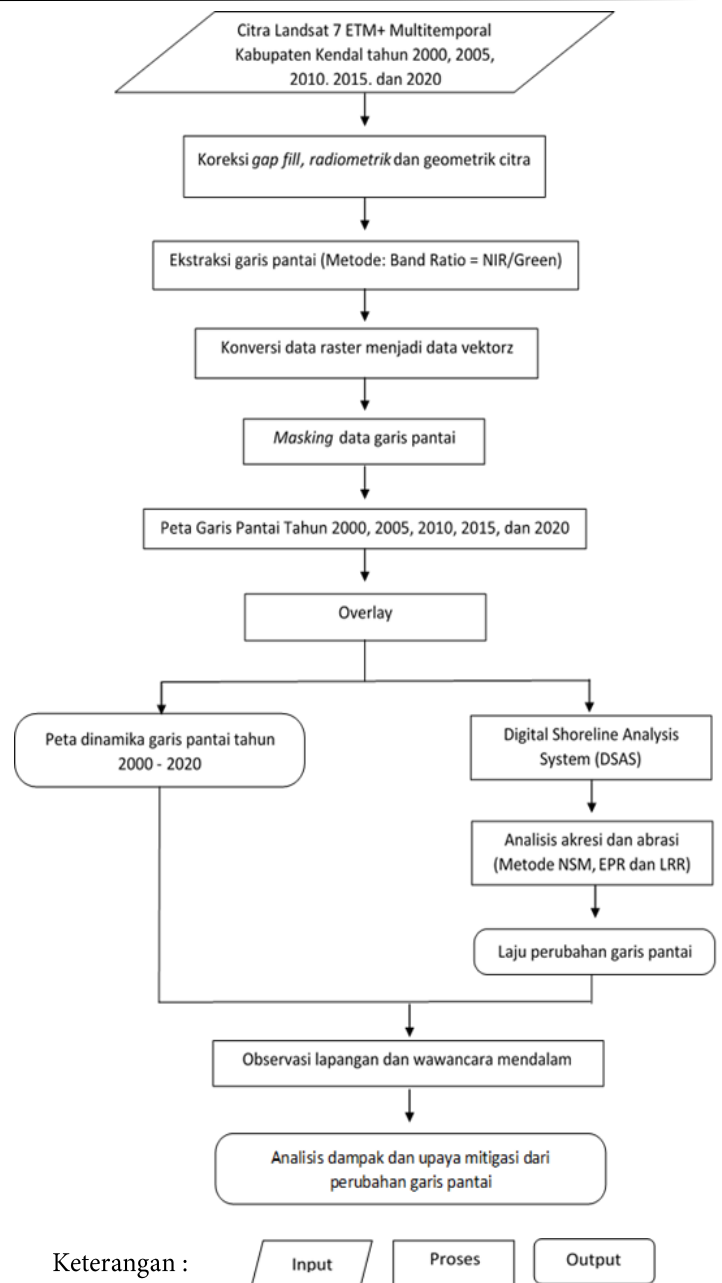 Citra Landsat 7 ETM+ Multitemporal
Kabupaten Kendal tahun 2000, 2005,
2010. 2015. dan 2020
Koreksi gap fill, radiometrik dan geometrik citra
Ekstraksi garis pantai (Metode: Band Ratio = NIR/Green)
Konversi data raster menjadi data vektorz
Masking data garis pantai
Peta Garis Pantai Tahun 2000, 2005, 2010, 2015, dan 2020
Overlay
Peta dinamika garis pantai tahun
2000 - 2020
Digital Shoreline Analysis
System (DSAS)
Analisis akresi dan abrasi
(Metode NSM, EPR dan LRR)
Laju perubahan garis pantai
Observasi lapangan dan wawancara mendalam
Analisis dampak dan upaya mitigasi dari
perubahan garis pantai
Keterangan : Input Proses Output